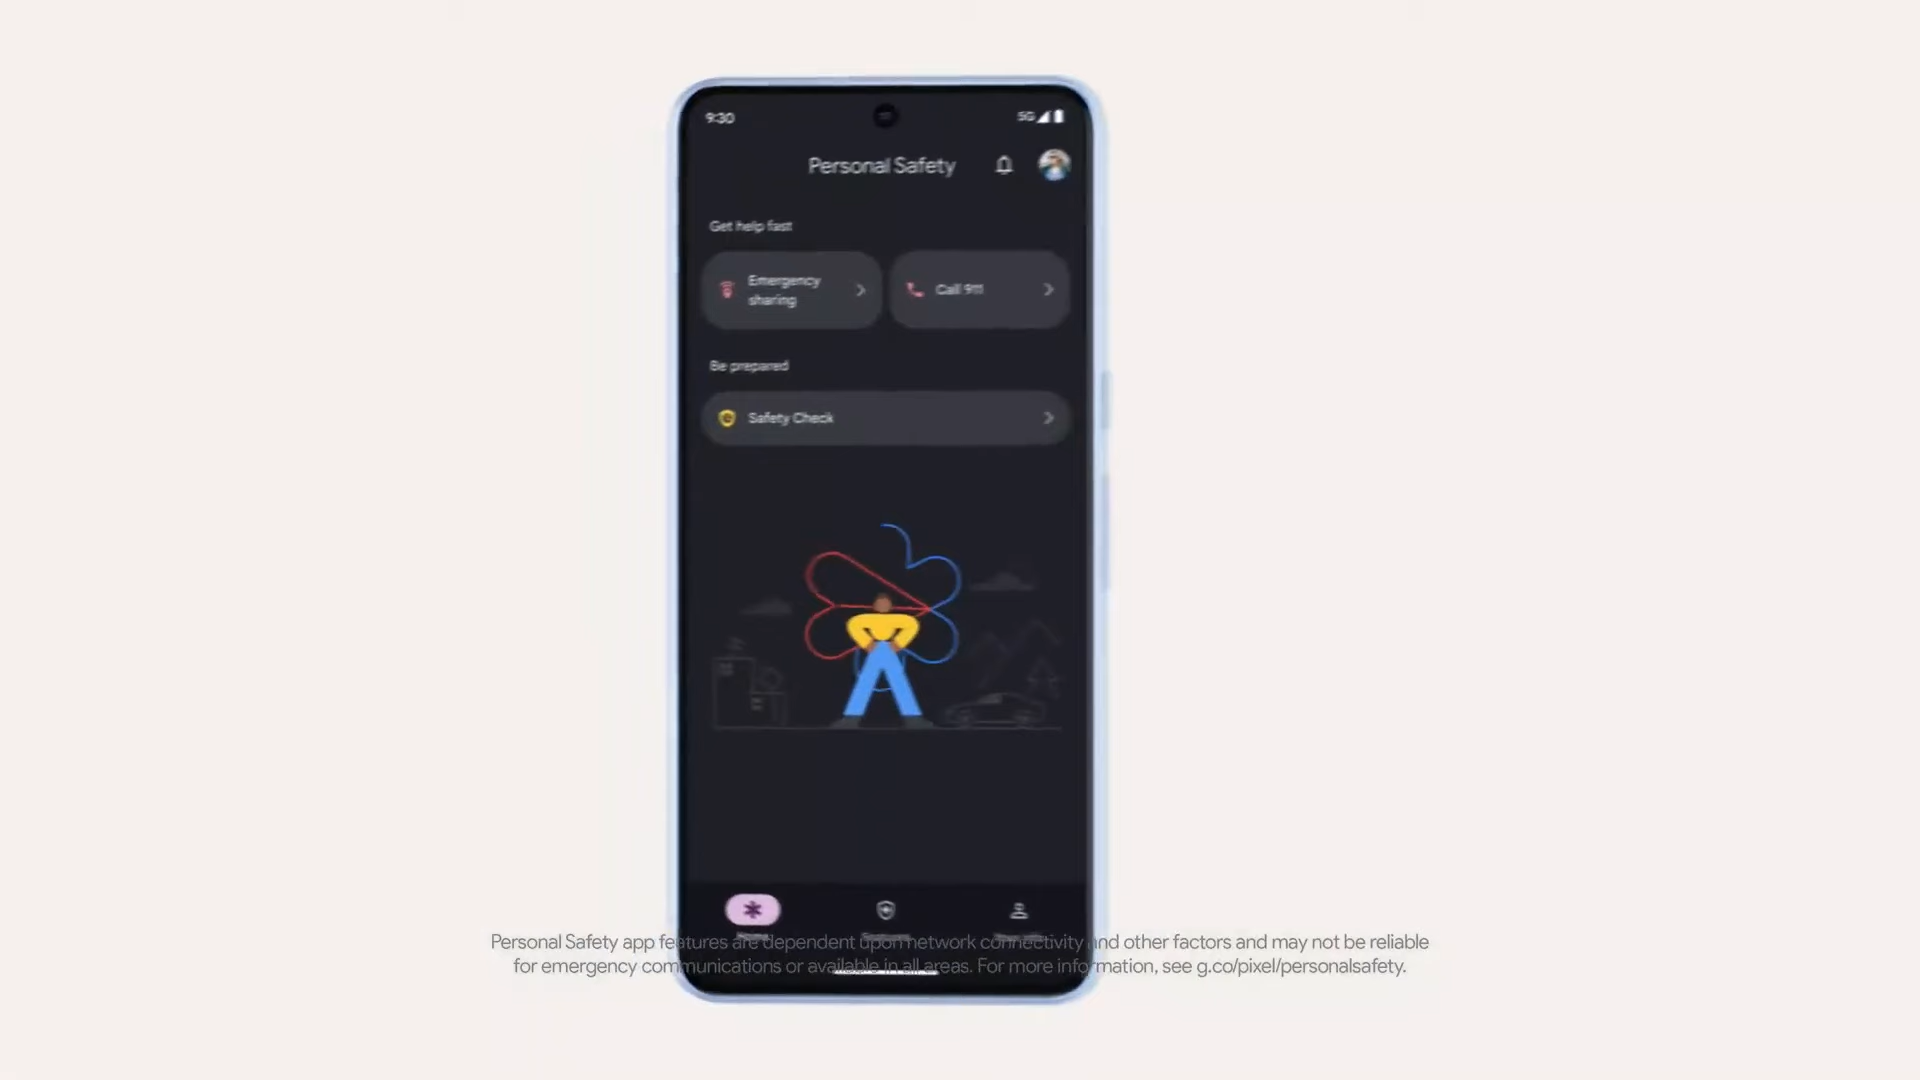 9:30
5G
Personal Safety
Get help fast
Emergency
sharing
Call 911
Be prepared
Safety Check
Home
Personal Safety app features are dependent upon network connectivity and other factors and may not be reliable
for emergency communications or available in all areas. For more information, see g.co/pixel/personalsafety.